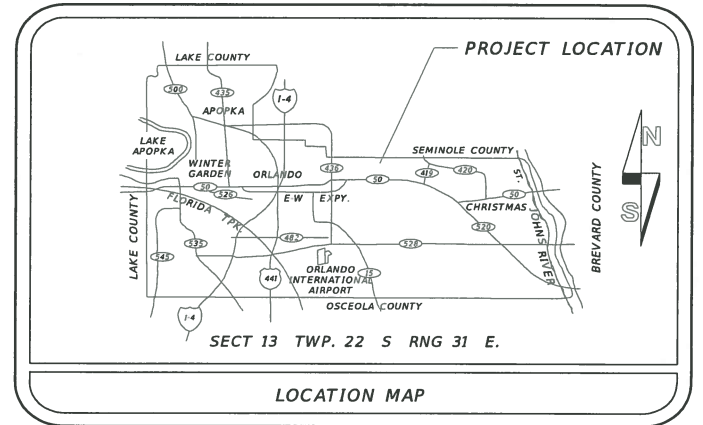 PROJECT LOCATION
LAKE COUNTY
500
435
I-4
APOPKA
N
LAKE
APOPKA
SEMINOLE COUNTY
436
WINTER
GARDEN
ORLANDO
419
420
50
50
50
526
E-W EXPY.
FLORIDA TPK.
CHRISTMAS
ST. JOHNS RIVER
BREVARD COUNTY
S
LAKE COUNTY
520
482
535
528
545
441
ORLANDO
INTERNATIONAL
AIRPORT
15
OSCEOLA COUNTY
I-4
SECT 13 TWP. 22 S RNG 31 E.
LOCATION MAP